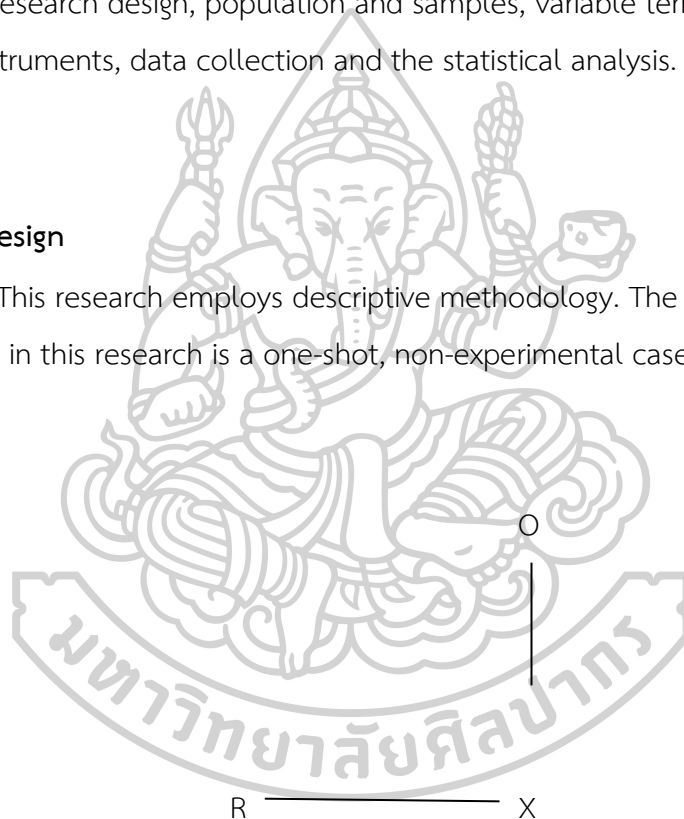 esearch design, population and samples, variable ter
truments, data collection and the statistical analysis.
esign
This research employs descriptive methodology. The
in this research is a one-shot, non-experimental case
O
มหาวิทยาลัยศิลปากร
R X